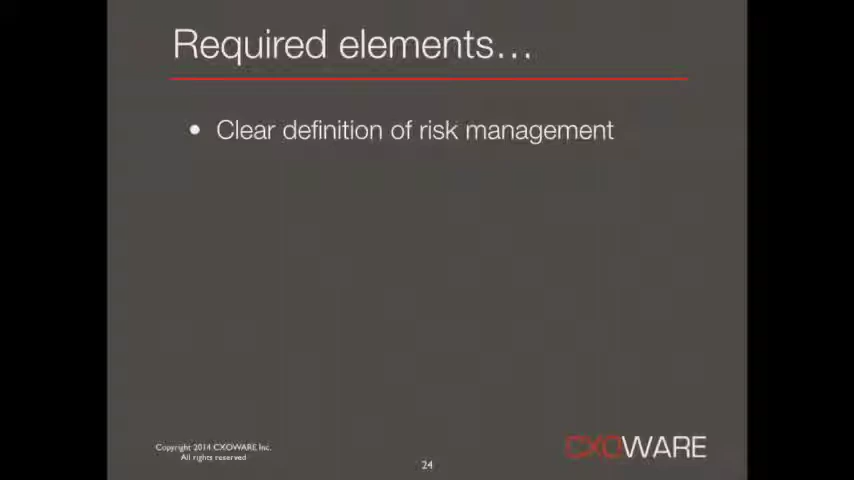 Required elements…
• Clear definition of risk management
Copyright 2014 CXOWARE Inc.
All rights reserved
24
CXOWARE